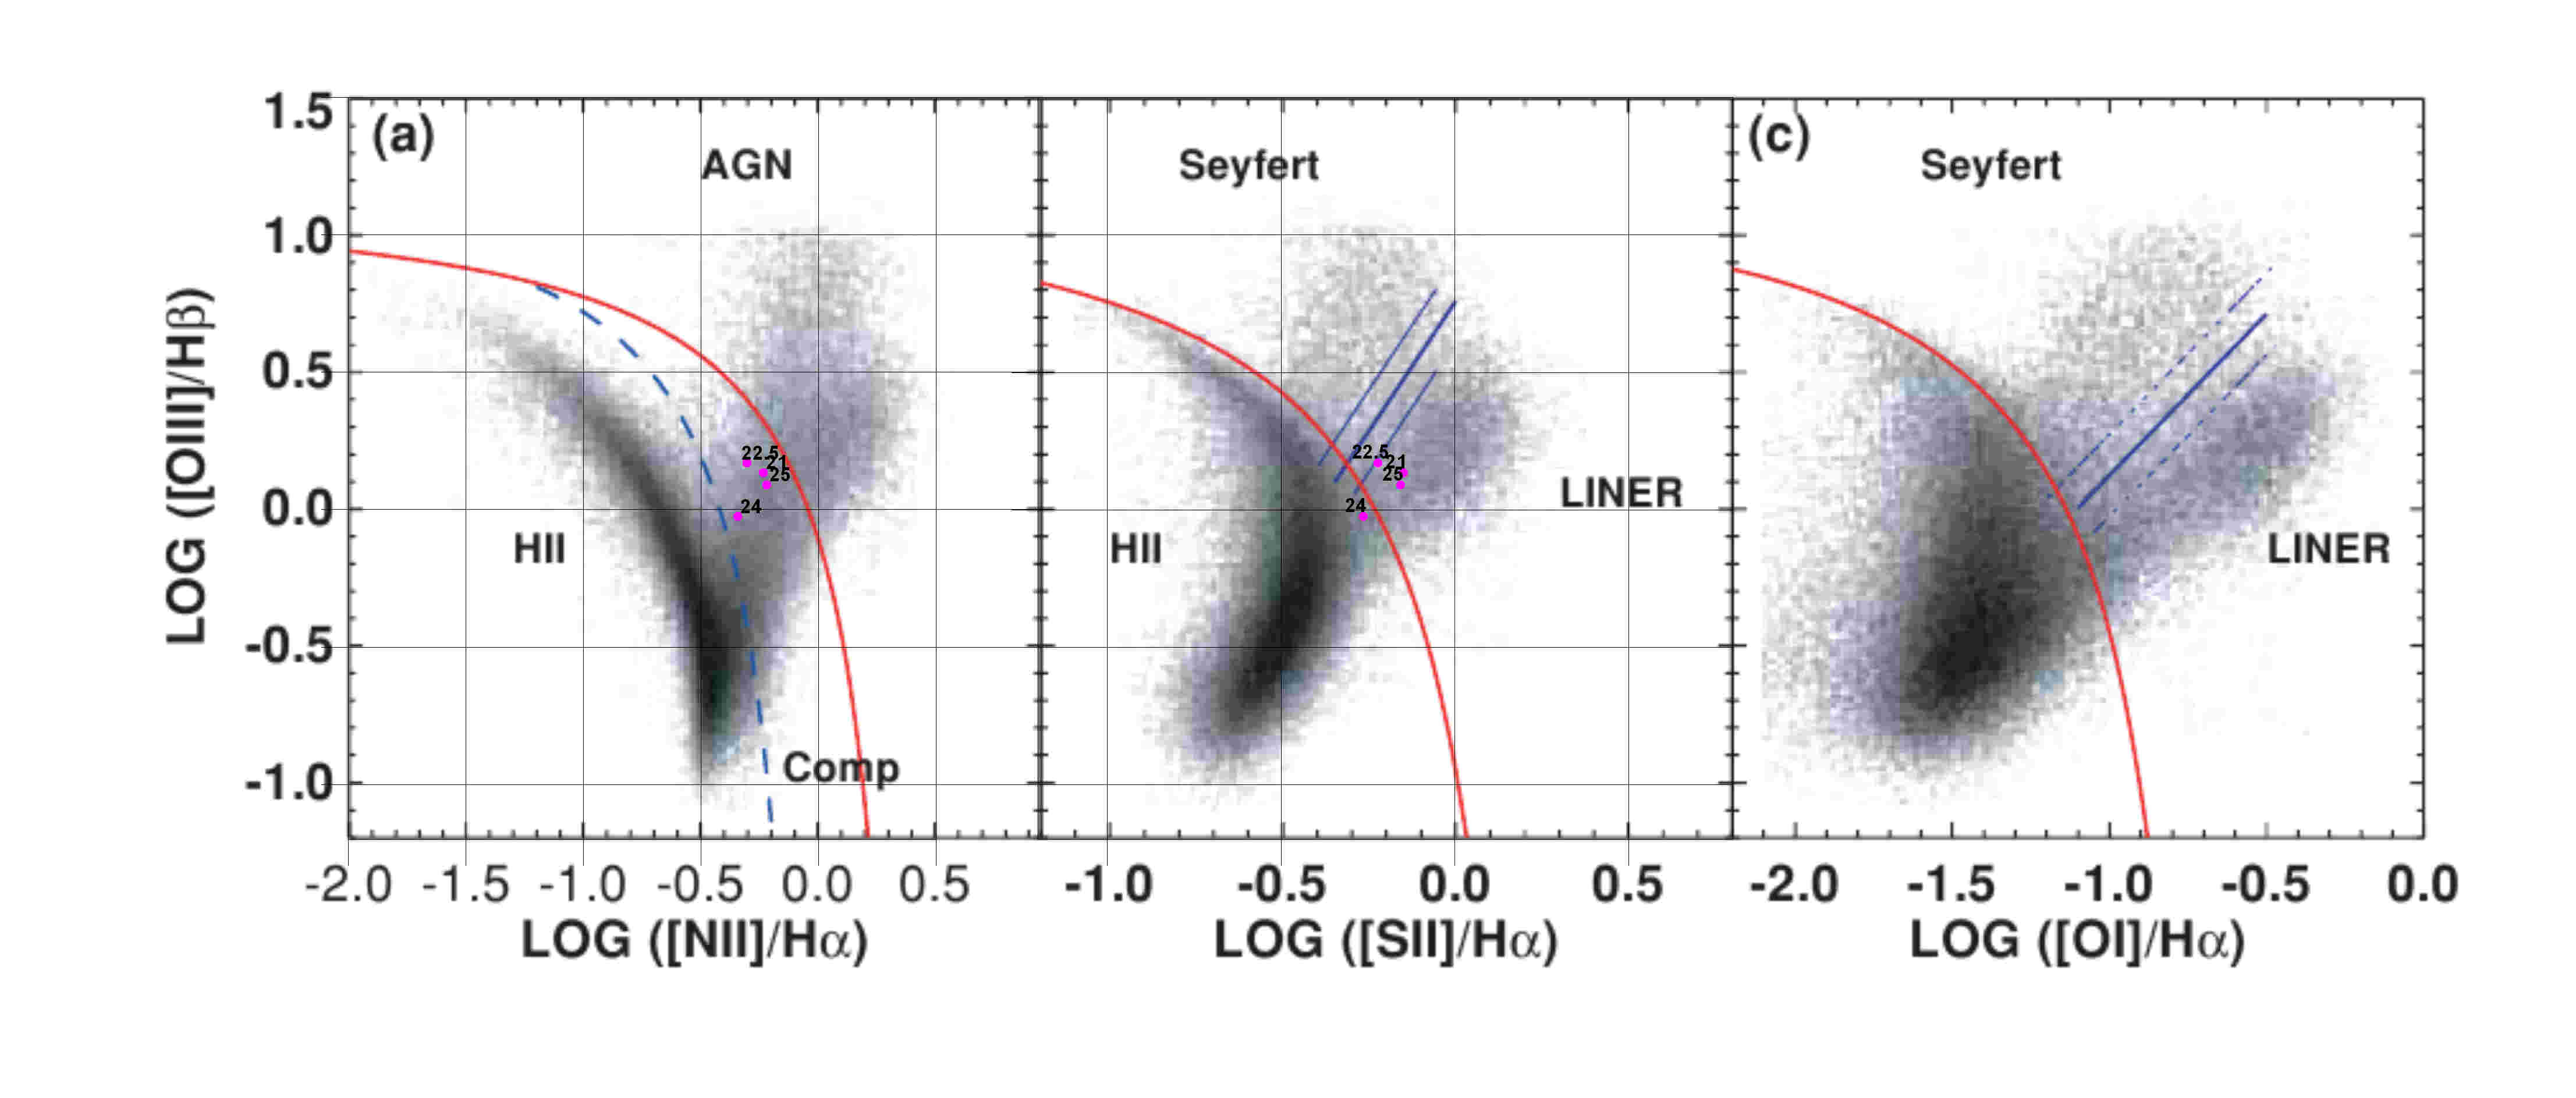 (a)
AGN
HII
Comp
22.5
21
25
24
1.5
1.0
0.5
0.0
-0.5
-1.0
LOG ([OIII]/Hβ)
-2.0 -1.5 -1.0 -0.5 0.0 0.5
LOG ([NII]/Hα)
Seyfert
HII
LINER
22.5
21
25
24
-1.0 -0.5 0.0 0.5
LOG ([SII]/Hα)
(c)
Seyfert
LINER
-2.0 -1.5 -1.0 -0.5 0.0
LOG ([OI]/Hα)